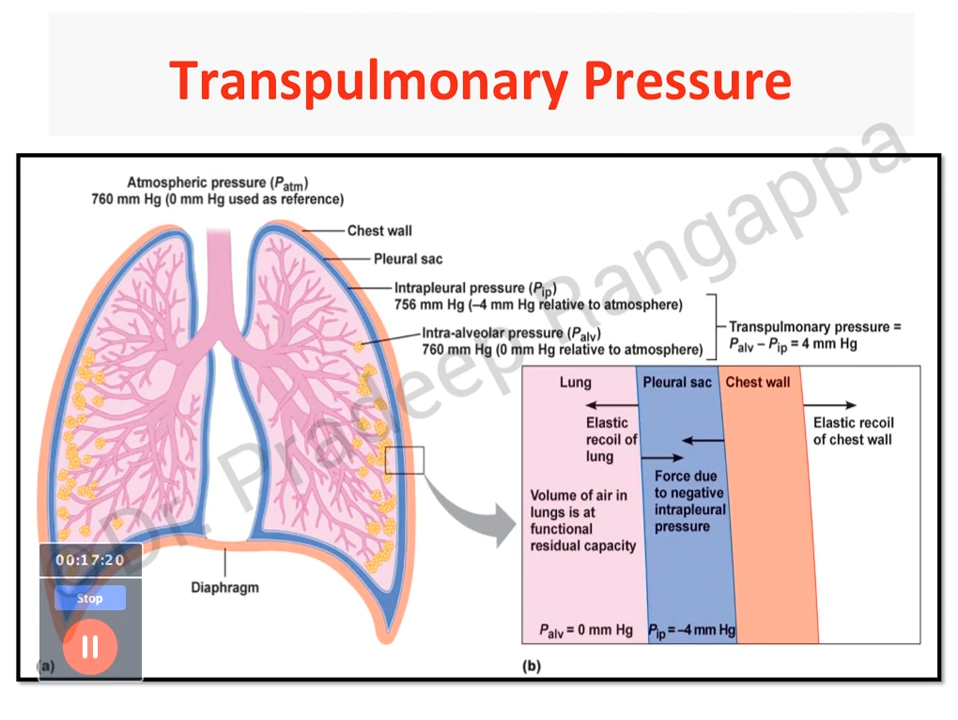 Transpulmonary Pressure
Atmospheric pressure (Patm)
760 mm Hg (0 mm Hg used as reference)
Chest wall
Pleural sac
Intrapleural pressure (Pip)
756 mm Hg (–4 mm Hg relative to atmosphere)
Intra-alveolar pressure (Palv)
760 mm Hg (0 mm Hg relative to atmosphere)
Transpulmonary pressure =
Palv – Pip = 4 mm Hg
Diaphragm
(a)
Lung
Pleural sac
Chest wall
Elastic
recoil of
lung
Elastic recoil
of chest wall
Force due
to negative
intrapleural
pressure
Volume of air in
lungs is at
functional
residual capacity
Palv = 0 mm Hg
Pip = –4 mm Hg
(b)
00:17:20
Stop
©Dr. Pradeep Rangappa